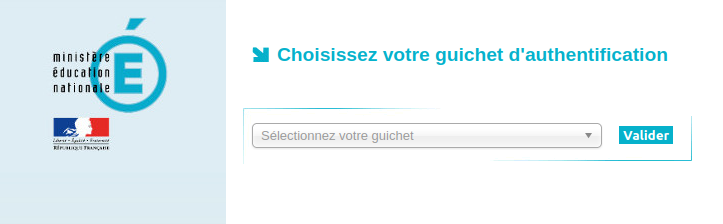 ministère
éducation
nationale
É
Liberté • Égalité • Fraternité
RÉPUBLIQUE FRANÇAISE
Choisissez votre guichet d'authentification
Sélectionnez votre guichet
Valider